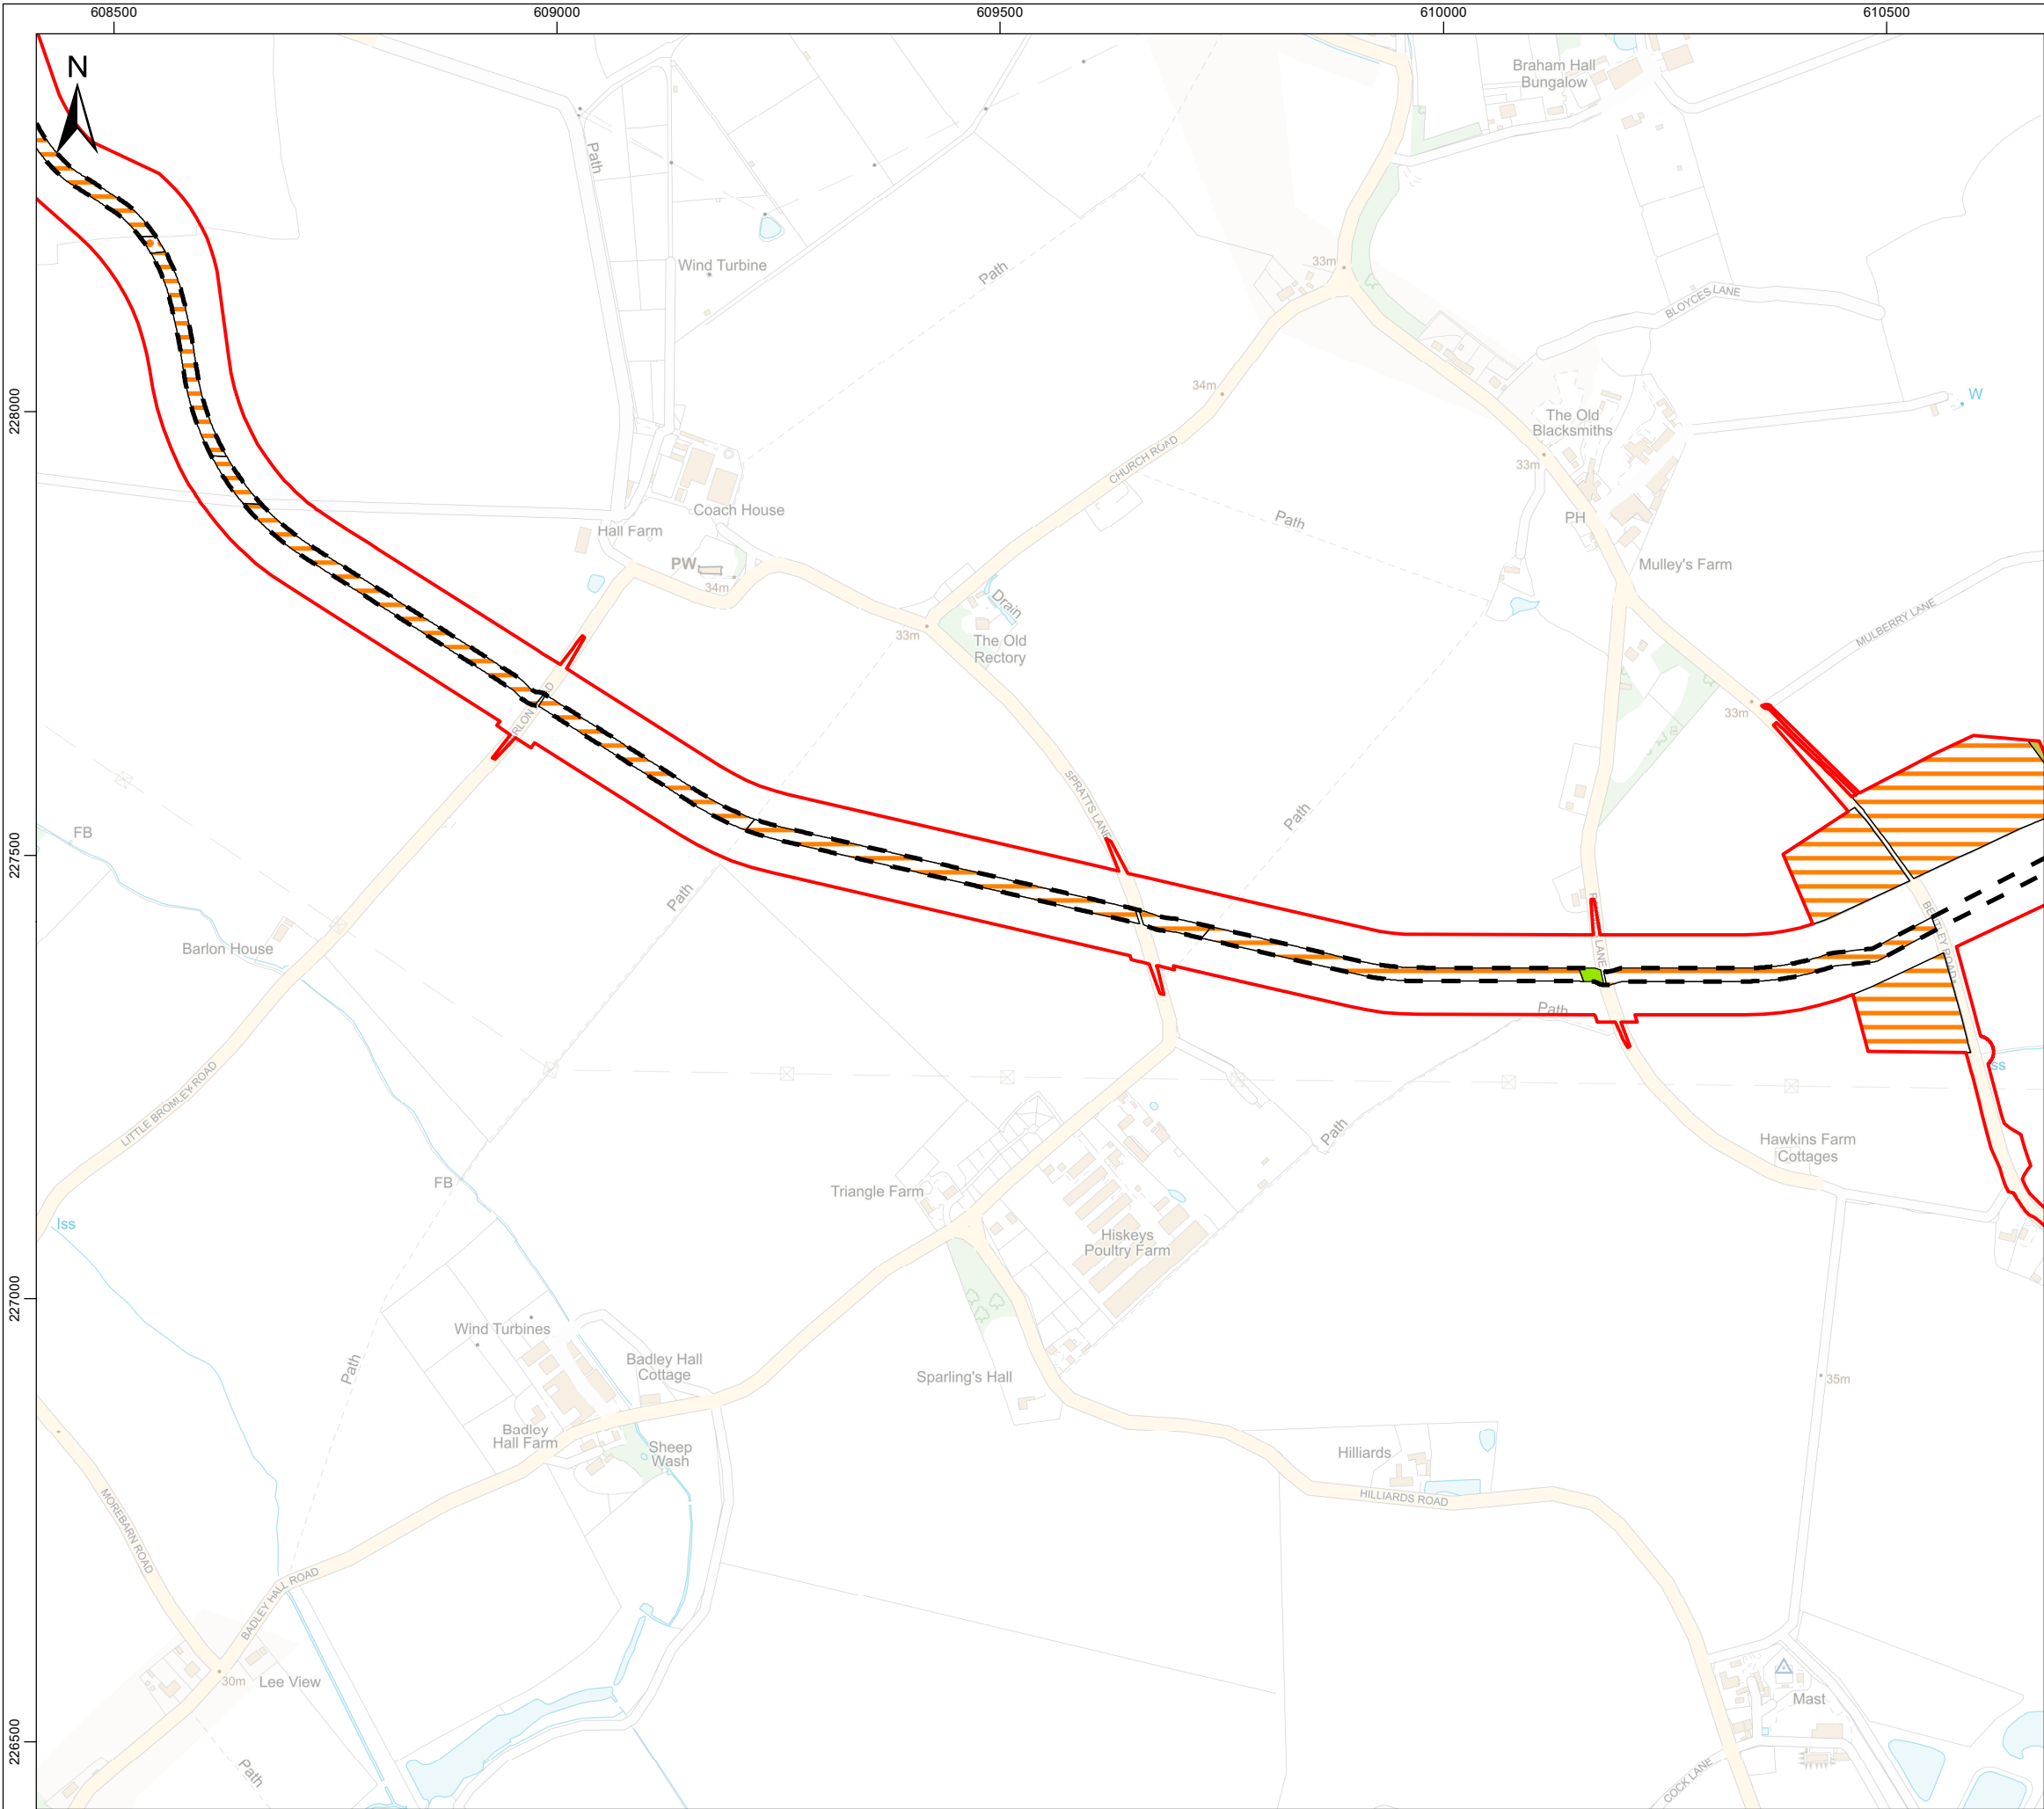 608500
609000
609500
610000
610500
N
Braham Hall
Bungalow
Path
Wind Turbine
Path
33m
BLOYCES LANE
228000
34m
W
The Old
Blacksmiths
CHURCH ROAD
33m
Coach House
Path
PH
Hall Farm
PW
34m
Mulley's Farm
Drain
MULBERRY LANE
33m
The Old
Rectory
33m
SPRATTS LANE
FB
Path
227500
Path
Barlon House
LANE
BENTLEY ROAD
Path
Iss
LITTLE BROMLEY ROAD
Path
Hawkins Farm
Cottages
FB
Triangle Farm
Iss
Hiskeys
Poultry Farm
227000
Wind Turbines
Path
Badley Hall
Cottage
Sparling's Hall
35m
Badley
Hall Farm
Sheep
Wash
Hilliards
HILLIARDS ROAD
MOREBARN ROAD
BADLEY HALL ROAD
30m
Lee View
Mast
226500
Path
COCK LANE